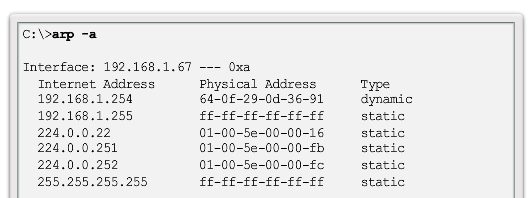 C:\>arp -a
Interface: 192.168.1.67 --- 0xa
Internet Address Physical Address Type
192.168.1.254 64-0f-29-0d-36-91 dynamic
192.168.1.255 ff-ff-ff-ff-ff-ff static
224.0.0.22 01-00-5e-00-00-16 static
224.0.0.251 01-00-5e-00-00-fb static
224.0.0.252 01-00-5e-00-00-fc static
255.255.255.255 ff-ff-ff-ff-ff-ff static